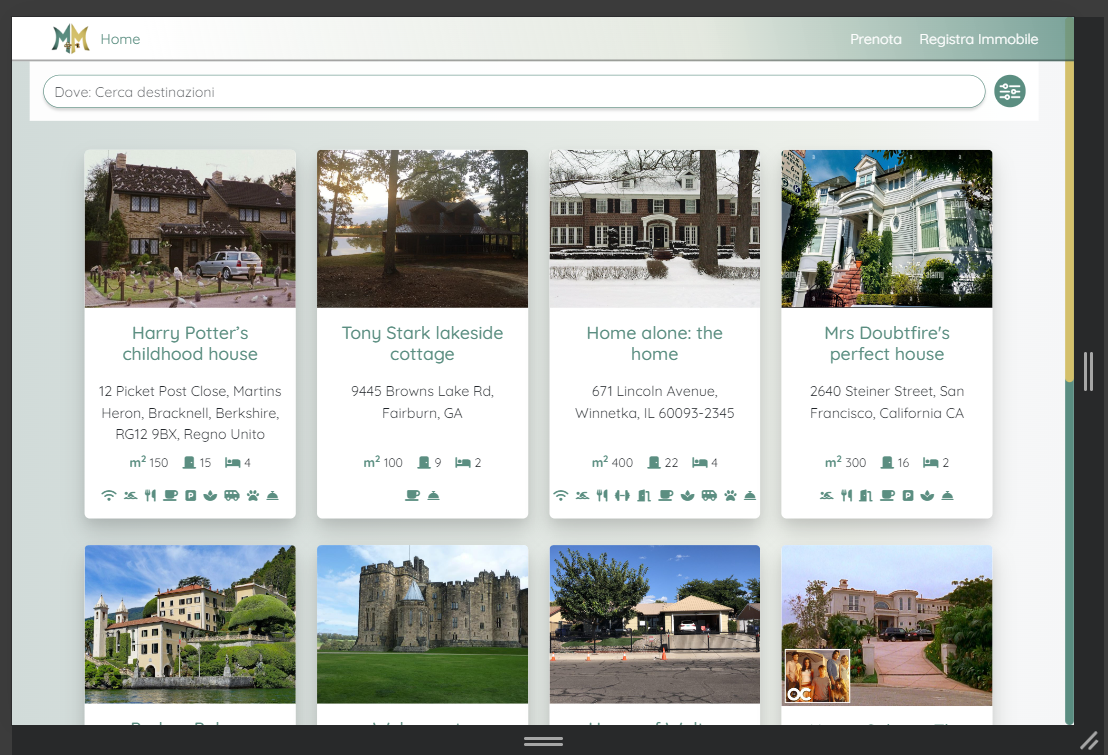 MM
Home
Prenota
Registra Immobile
Dove: Cerca destinazioni
Harry Potter's
childhood house
12 Picket Post Close, Martins
Heron, Bracknell, Berkshire,
RG12 9BX, Regno Unito
m² 150 15 4
Tony Stark lakeside
cottage
9445 Browns Lake Rd,
Fairburn, GA
m² 100 9 2
Home alone: the
home
671 Lincoln Avenue,
Winnetka, IL 60093-2345
m² 400 22 4
alamy
Mrs Doubtfire's
perfect house
2640 Steiner Street, San
Francisco, California CA
m² 300 16 2
OC